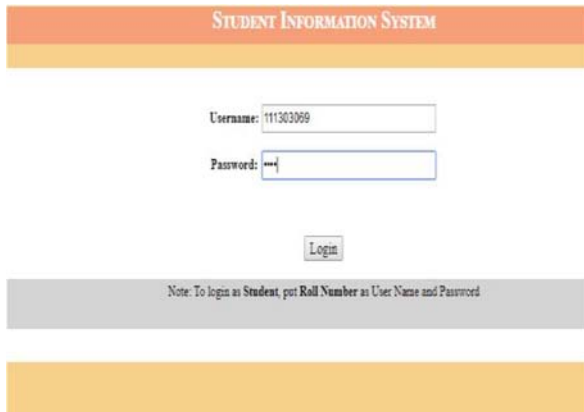 STUDENT INFORMATION SYSTEM
Username: 111303069
Password: ••••
Login
Note: To login as Student, put Roll Number as User Name and Password